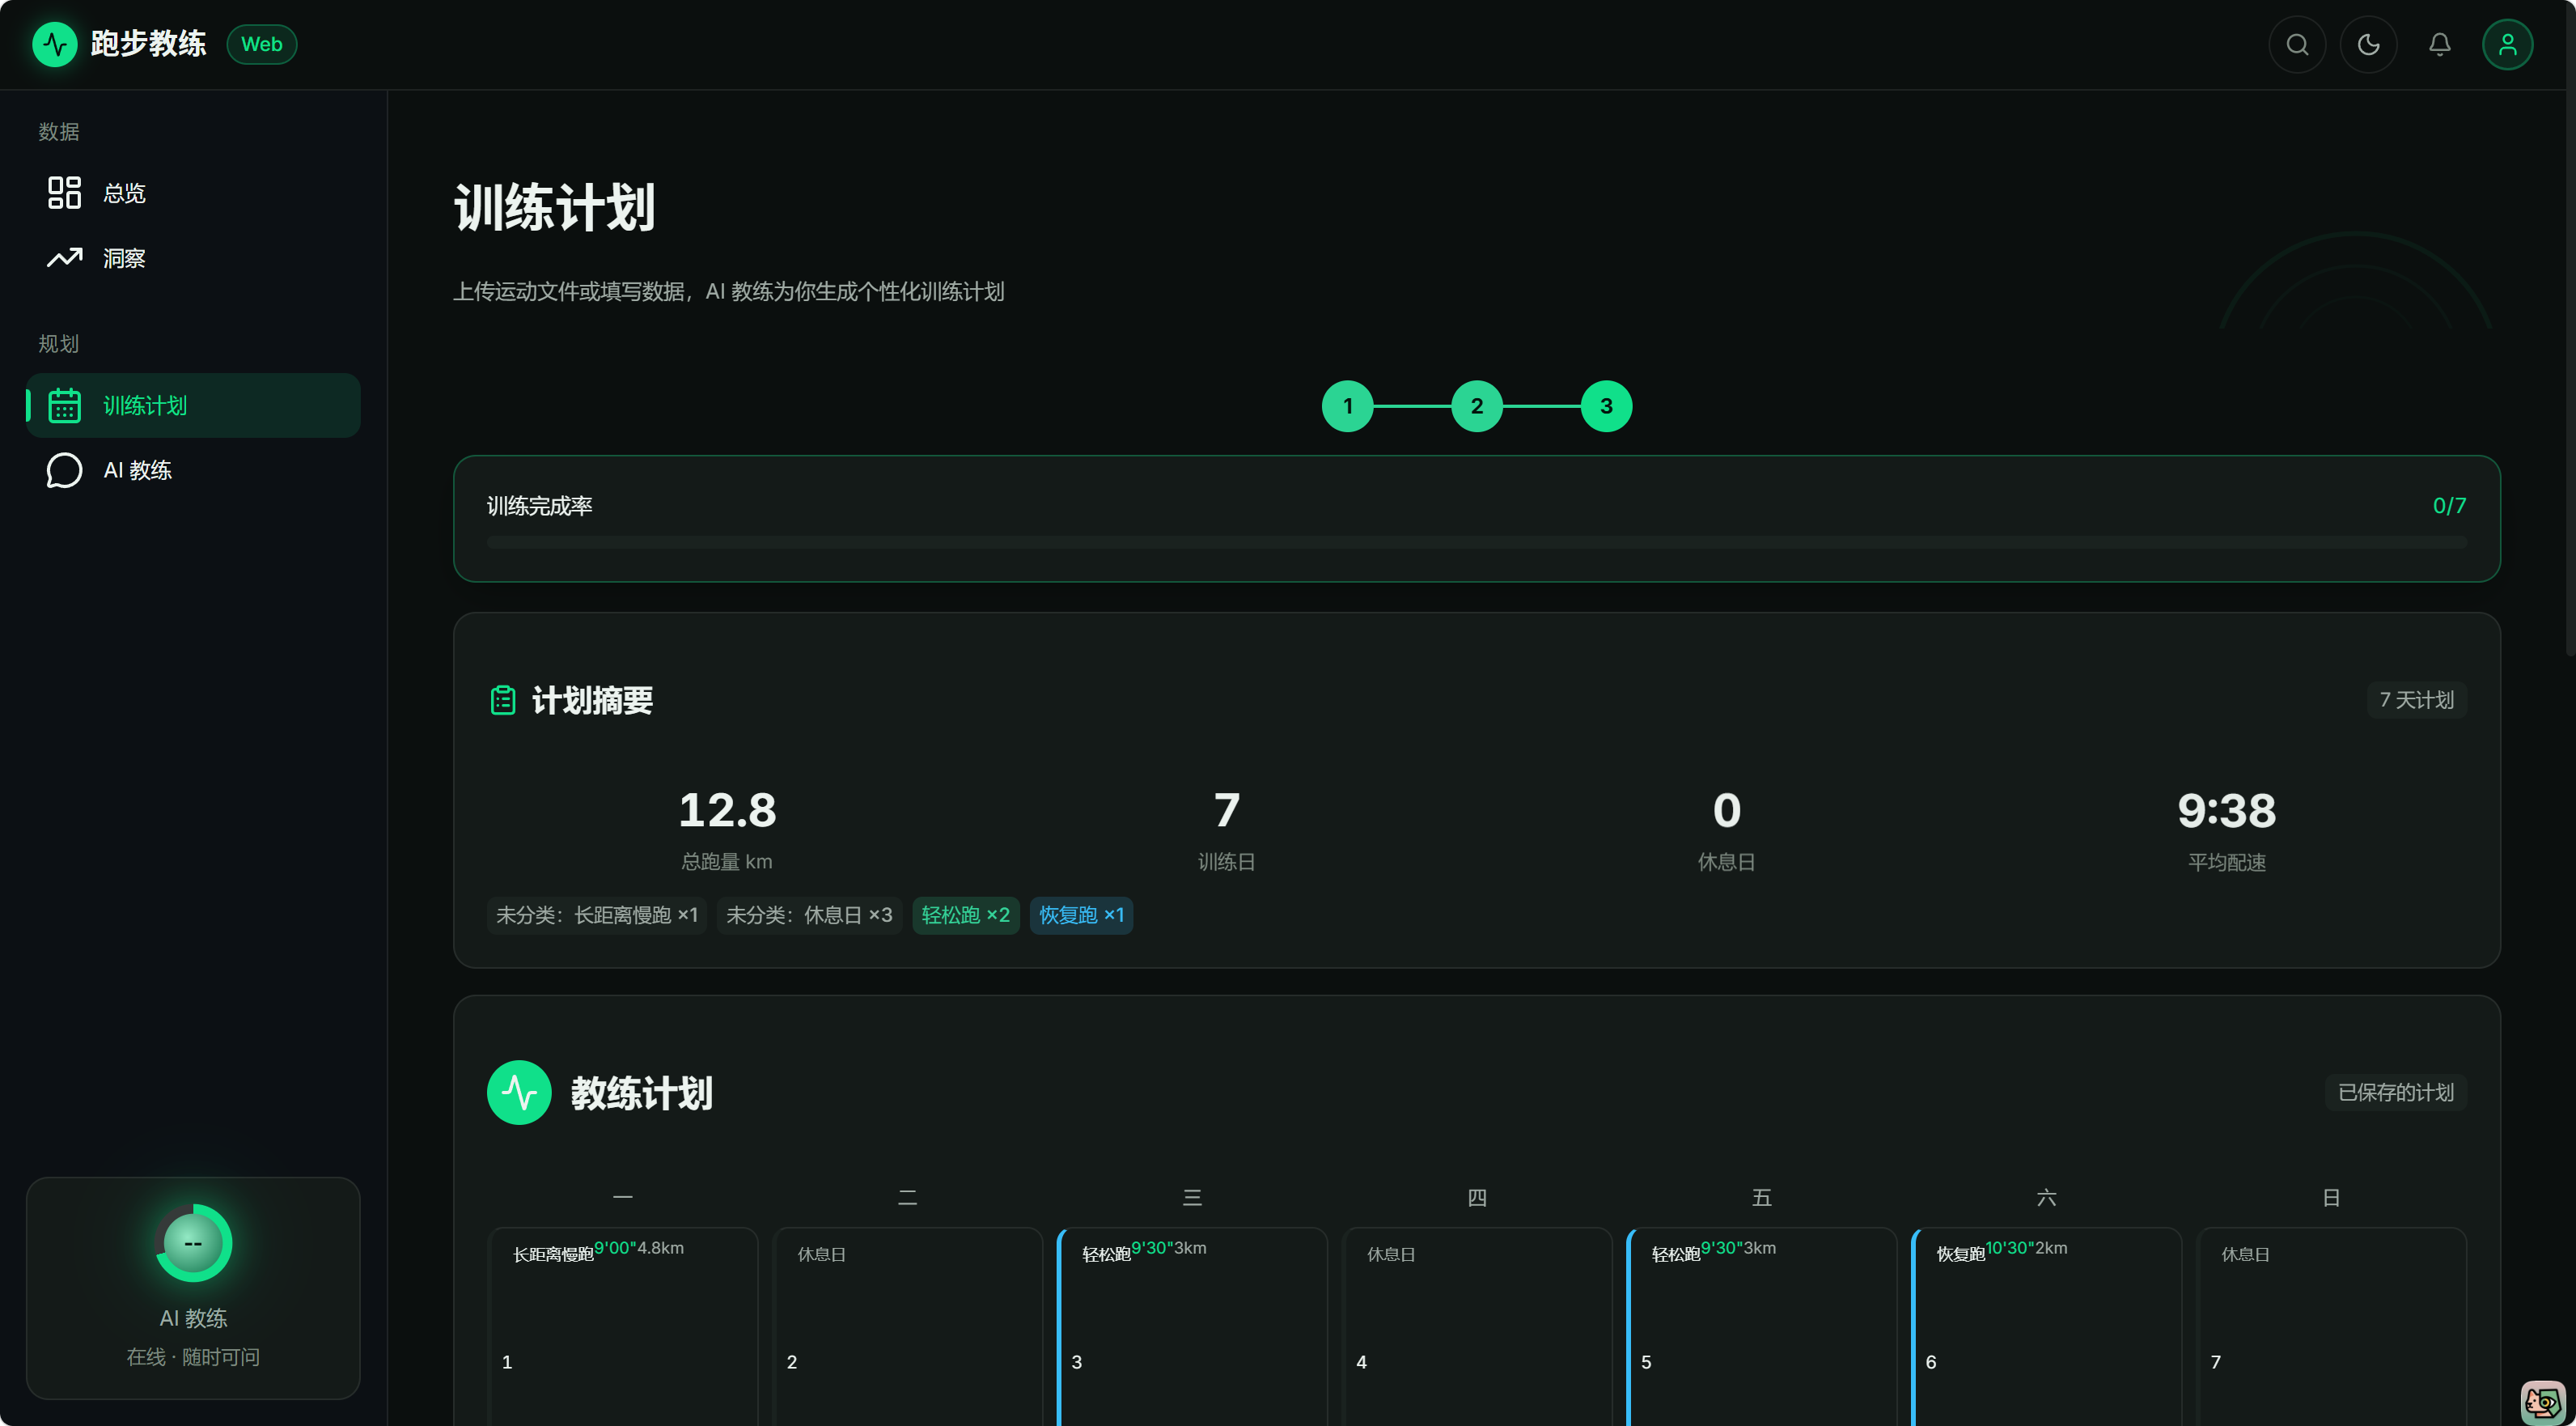 跑步教练 Web
数据
总览
洞察
规划
训练计划
AI 教练
训练计划
上传运动文件或填写数据，AI 教练为你生成个性化训练计划
1 2 3
训练完成率 0/7
计划摘要 7 天计划
12.8 7 0 9:38
总跑量 km 训练日 休息日 平均配速
未分类：长距离慢跑 ×1 未分类：休息日 ×3 轻松跑 ×2 恢复跑 ×1
教练计划 已保存的计划
一 二 三 四 五 六 日
长距离慢跑9'00"4.8km 休息日 轻松跑9'30"3km 休息日 轻松跑9'30"3km 恢复跑10'30"2km 休息日
1 2 3 4 5 6 7
--
AI 教练
在线 · 随时可问